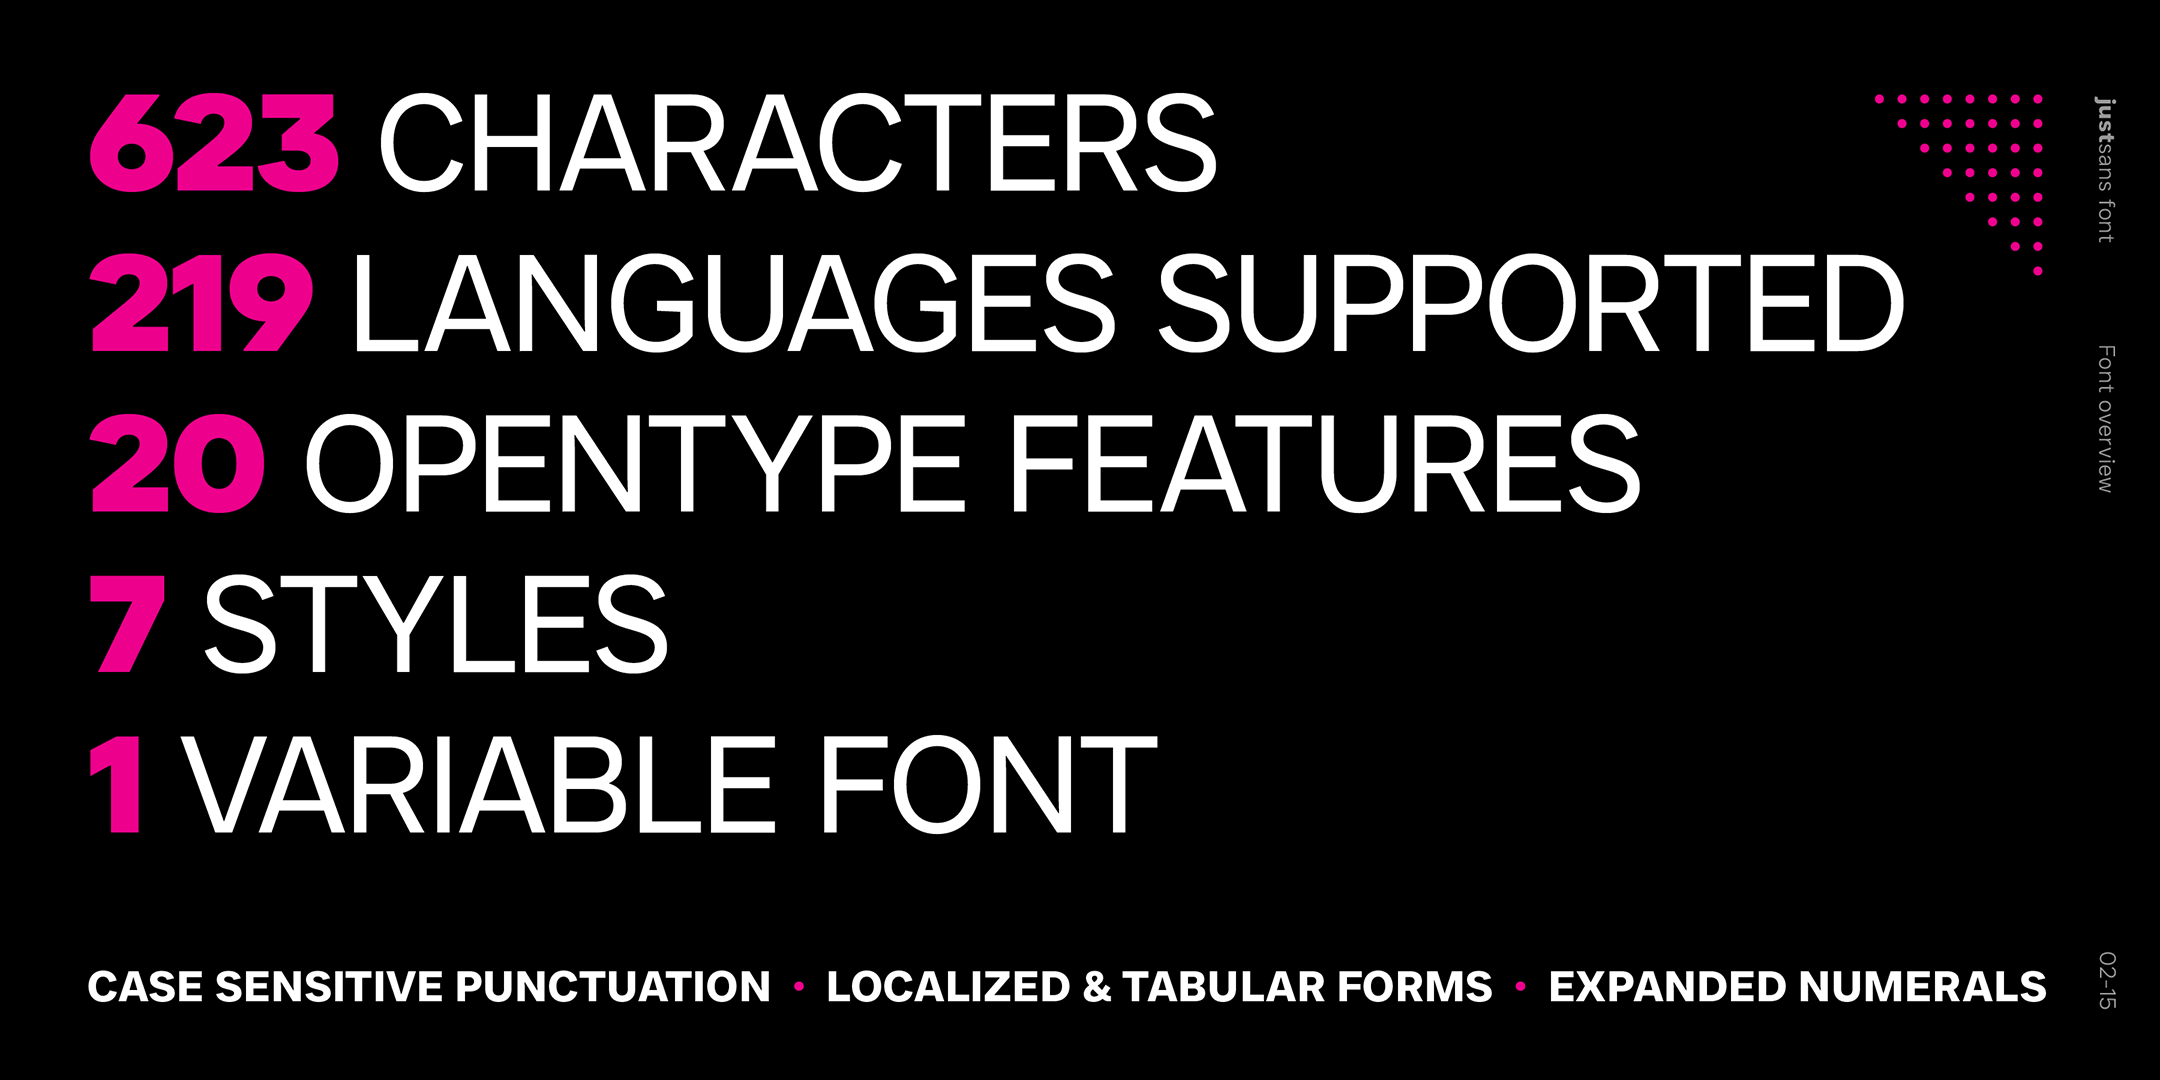 623 CHARACTERS
219 LANGUAGES SUPPORTED
20 OPENTYPE FEATURES
7 STYLES
1 VARIABLE FONT
CASE SENSITIVE PUNCTUATION • LOCALIZED & TABULAR FORMS • EXPANDED NUMERALS
justsans font
Font overview
02-15